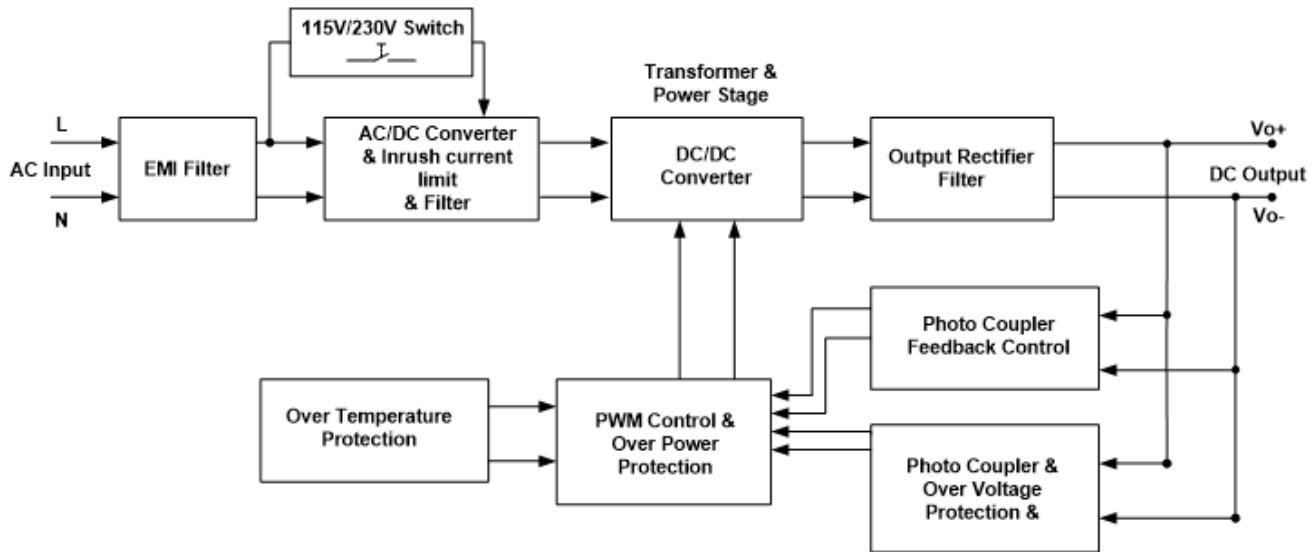 115V/230V Switch
Transformer &
Power Stage
L
AC Input
N
EMI Filter
AC/DC Converter
& Inrush current
limit
& Filter
DC/DC
Converter
Output Rectifier
Filter
Vo+
DC Output
Vo-
Photo Coupler
Feedback Control
Over Temperature
Protection
PWM Control &
Over Power
Protection
Photo Coupler &
Over Voltage
Protection &